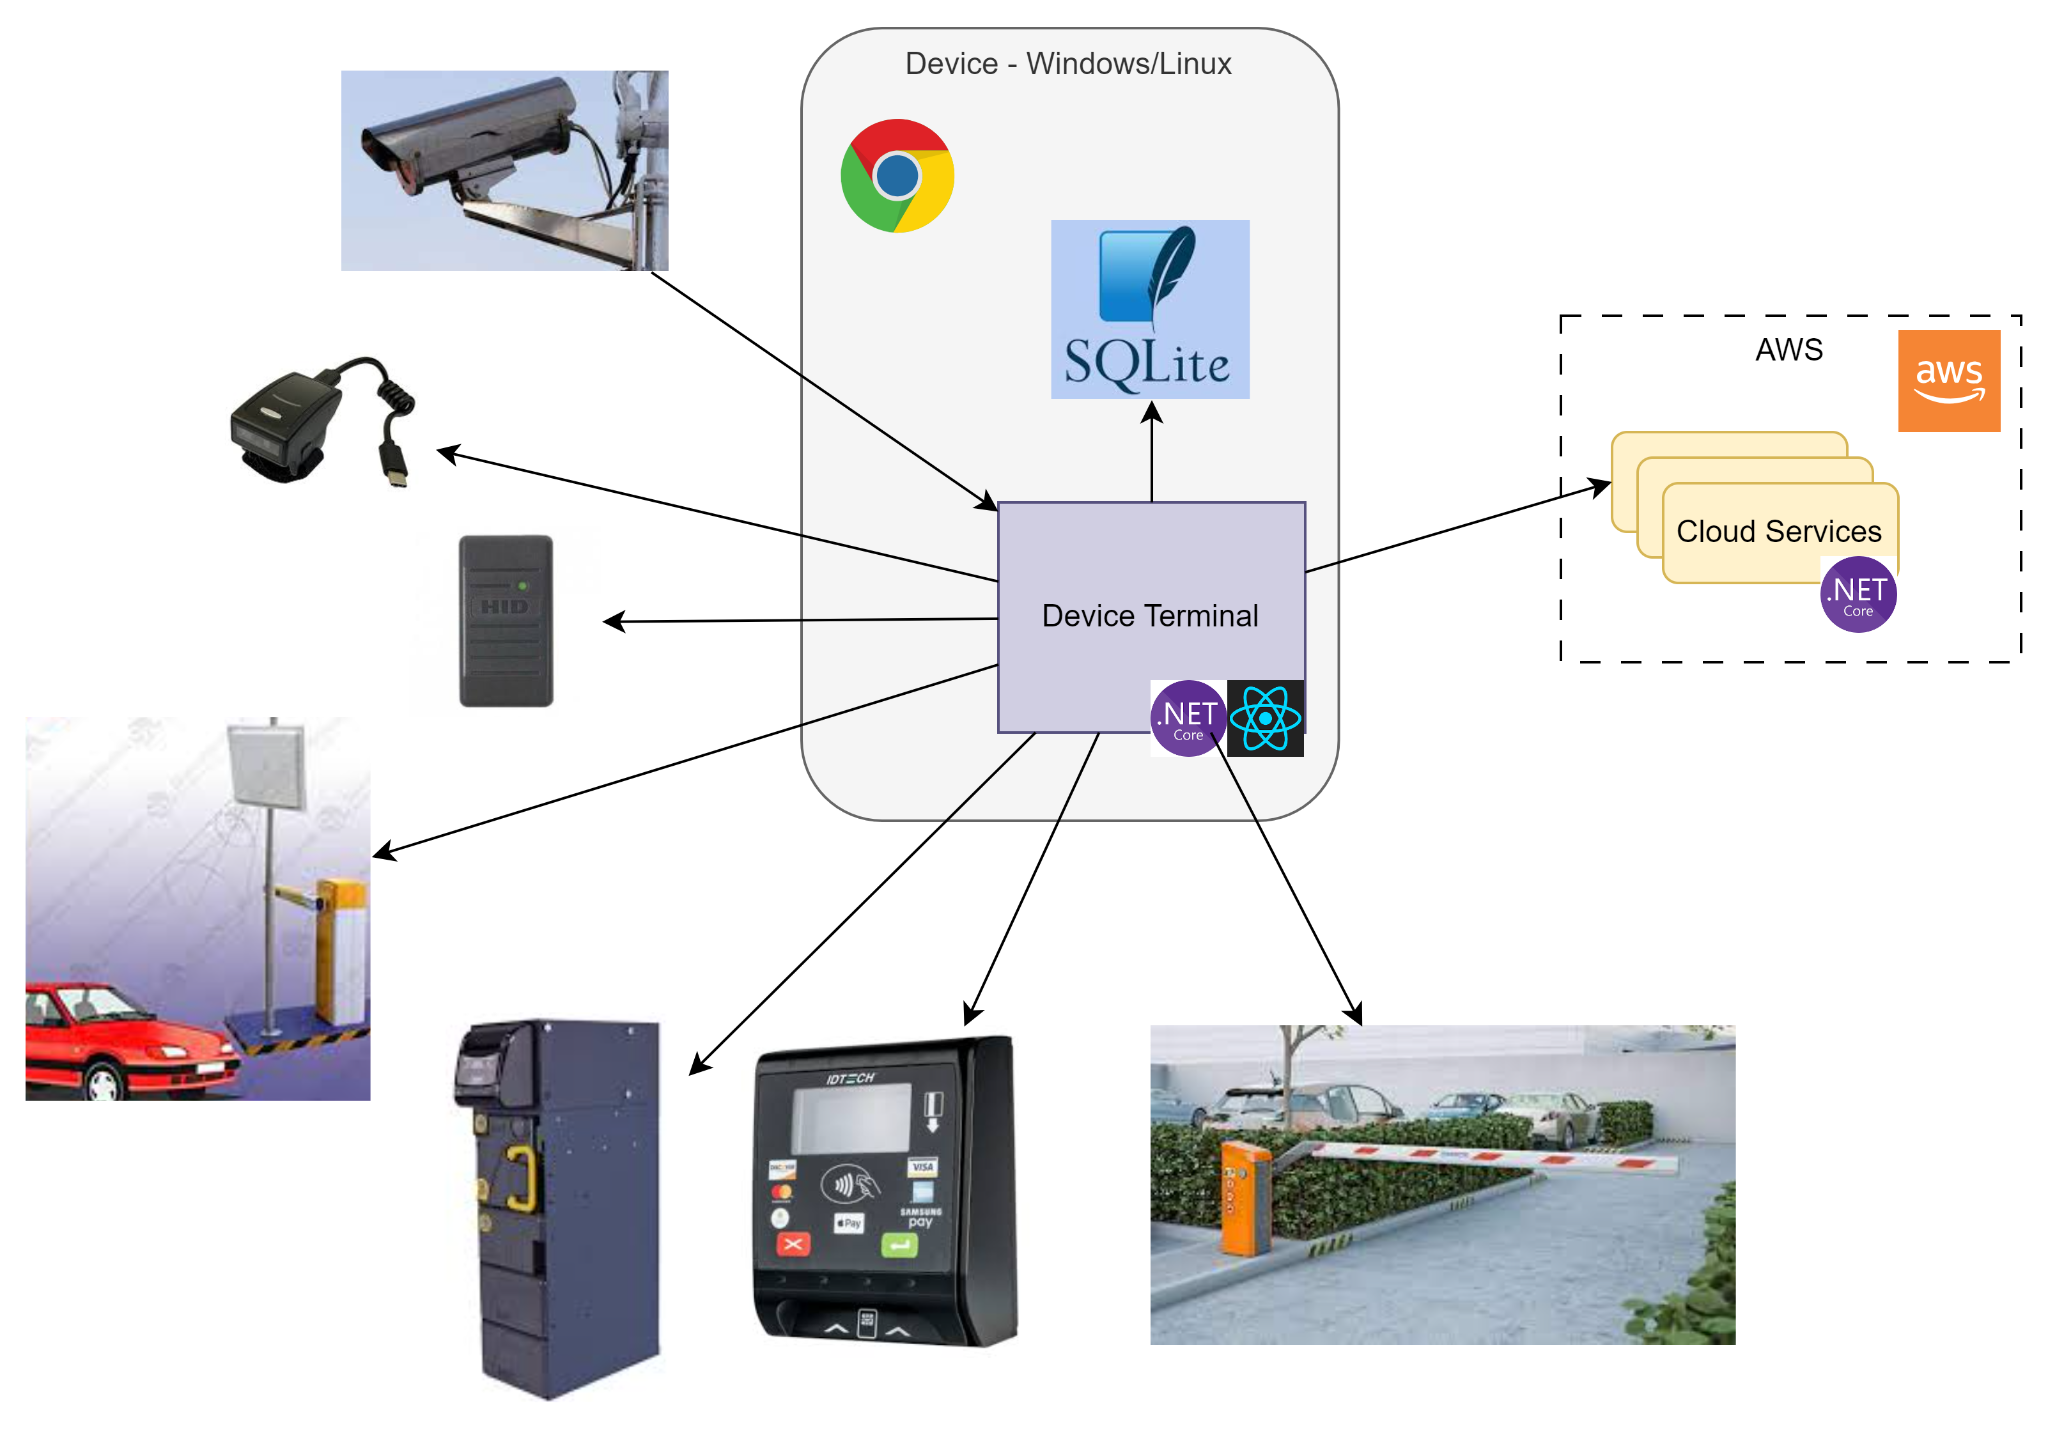 Device - Windows/Linux
SQLite
AWS
aws
Cloud Services
.NET
Core
HID
Device Terminal
.NET
Core
IDTECH
VISA
Pay
SAMSUNG
pay